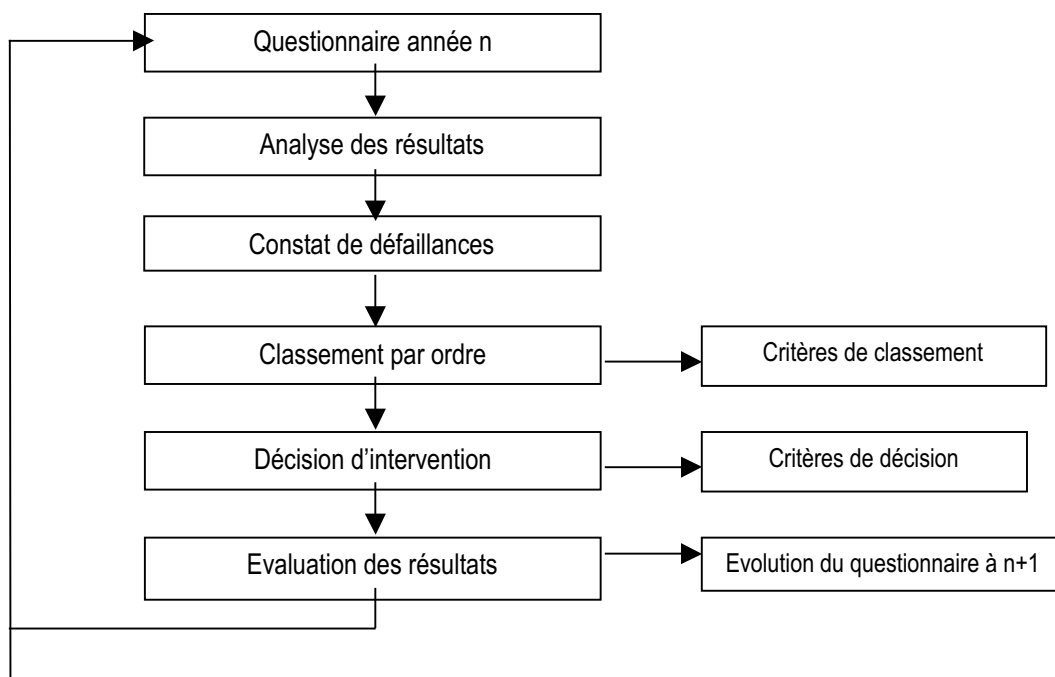 Questionnaire année n
Analyse des résultats
Constat de défaillances
Classement par ordre
Critères de classement
Décision d’intervention
Critères de décision
Evaluation des résultats
Evolution du questionnaire à n+1